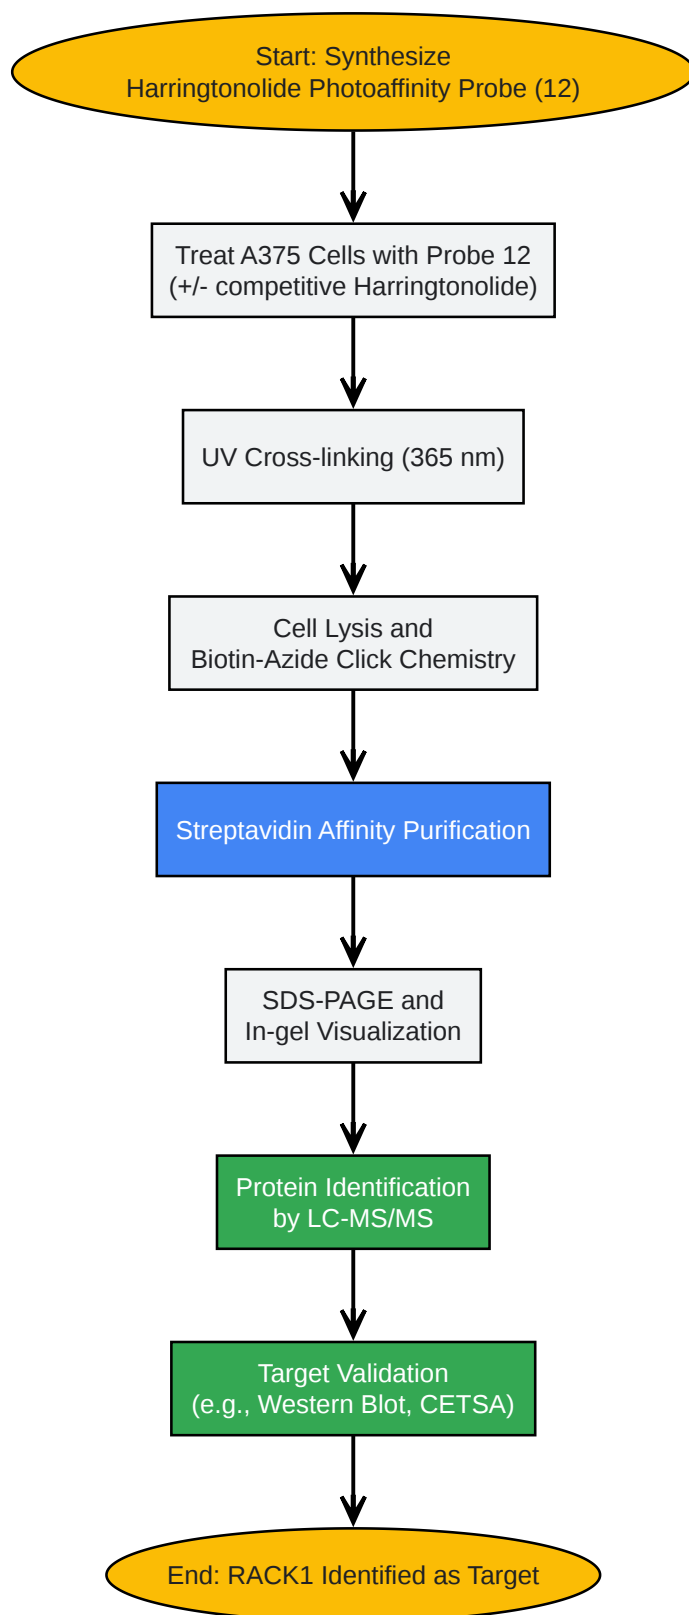 Start: Synthesize
Harringtonolide Photoaffinity Probe (12)
Treat A375 Cells with Probe 12
(+/- competitive Harringtonolide)
UV Cross-linking (365 nm)
Cell Lysis and
Biotin-Azide Click Chemistry
Streptavidin Affinity Purification
SDS-PAGE and
In-gel Visualization
Protein Identification
by LC-MS/MS
Target Validation
(e.g., Western Blot, CETSA)
End: RACK1 Identified as Target